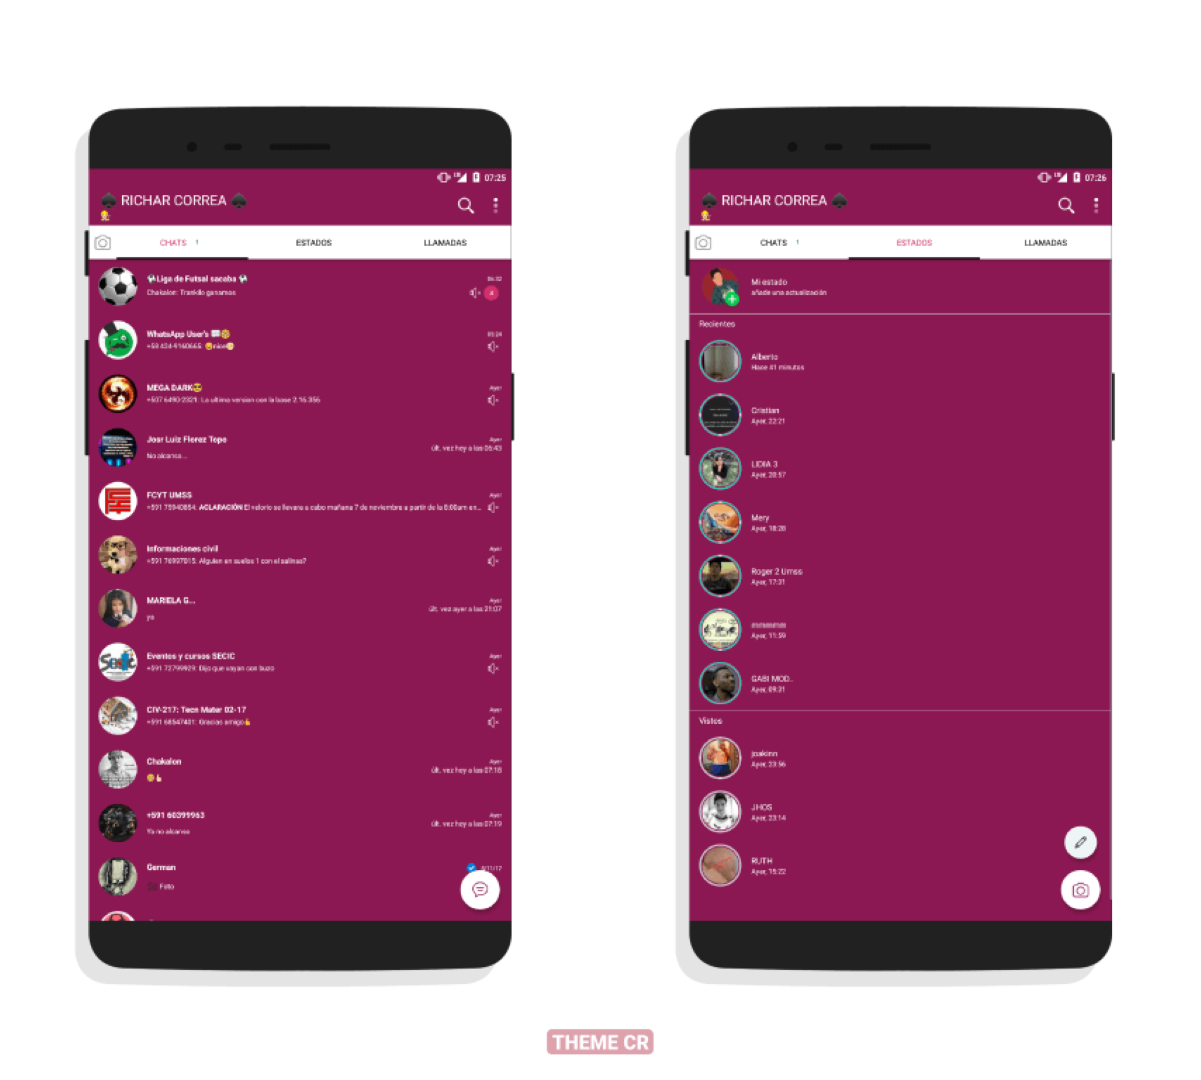 07:25
RICHAR CORREA
CHATS 1 ESTADOS LLAMADAS
Liga de Futsal sacaba
06:32
Chakalon: Trankilo ganamos
4
WhatsApp User's
05:24
+58 424-9160665: nice
MEGA DARK
Ayer
+507 6490-2321: La ultima version con la base 2.16.356
Josr Luiz Florez Topo
Ayer
No alcanso...
últ. vez hoy a las 06:43
FCYT UMSS
Ayer
+591 75940854: ACLARACIÓN El velorio se llevara a cabo mañana 7 de noviembre a partir de la 8:00am en...
Informaciones civil
Ayer
+591 76997015: Alguien en suelos 1 con el salinas?
MARIELA G...
Ayer
ya
últ. vez ayer a las 21:07
Eventos y cursos SECIC
Ayer
+591 72799929: Dijo que vayan con buzo
CIV-217: Tecn Mater 02-17
Ayer
+591 68547401: Gracias amigo
Chakalon
Ayer
últ. vez hoy a las 07:18
+591 60399963
Ayer
Ya no alcanso
últ. vez hoy a las 07:19
German
5/11/17
Foto
07:26
RICHAR CORREA
CHATS 1 ESTADOS LLAMADAS
Mi estado
añade una actualización
Recientes
Alberto
Hace 41 minutos
Cristian
Ayer, 22:21
LIDIA 3
Ayer, 20:57
Mery
Ayer, 18:28
Roger 2 Umss
Ayer, 17:31
Ayer, 11:59
GABI MOD..
Ayer, 09:31
Vistos
joakinn
Ayer, 23:56
JHOS
Ayer, 23:14
RUTH
Ayer, 15:22
THEME CR